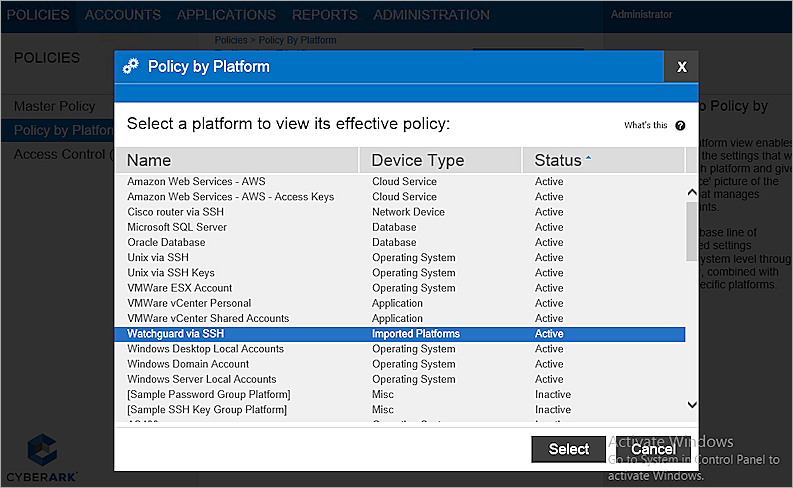 POLICIES ACCOUNTS APPLICATIONS REPORTS ADMINISTRATION Administrator
Policies > Policy By Platform
POLICIES
Master Policy
Policy by Platfor
Access Control (
Policy by Platform X
Select a platform to view its effective policy: What's this ?
Name Device Type Status
Amazon Web Services - AWS Cloud Service Active
Amazon Web Services - AWS - Access Keys Cloud Service Active
Cisco router via SSH Network Device Active
Microsoft SQL Server Database Active
Oracle Database Database Active
Unix via SSH Operating System Active
Unix via SSH Keys Operating System Active
VMWare ESX Account Operating System Active
VMWare vCenter Personal Application Active
VMWare vCenter Shared Accounts Application Active
Watchguard via SSH Imported Platforms Active
Windows Desktop Local Accounts Operating System Active
Windows Domain Account Operating System Active
Windows Server Local Accounts Operating System Active
[Sample Password Group Platform] Misc Inactive
[Sample SSH Key Group Platform] Misc Inactive
Select Cancel
o Policy by
atform view enables
the settings that w
h platform and give
ce' picture of the
at manages
nts.
base line of
ed settings
ystem level throug
, combined with
ecific platforms.
CYBERARK
Activate Windows
Go to System in Control Panel to
activate Windows.